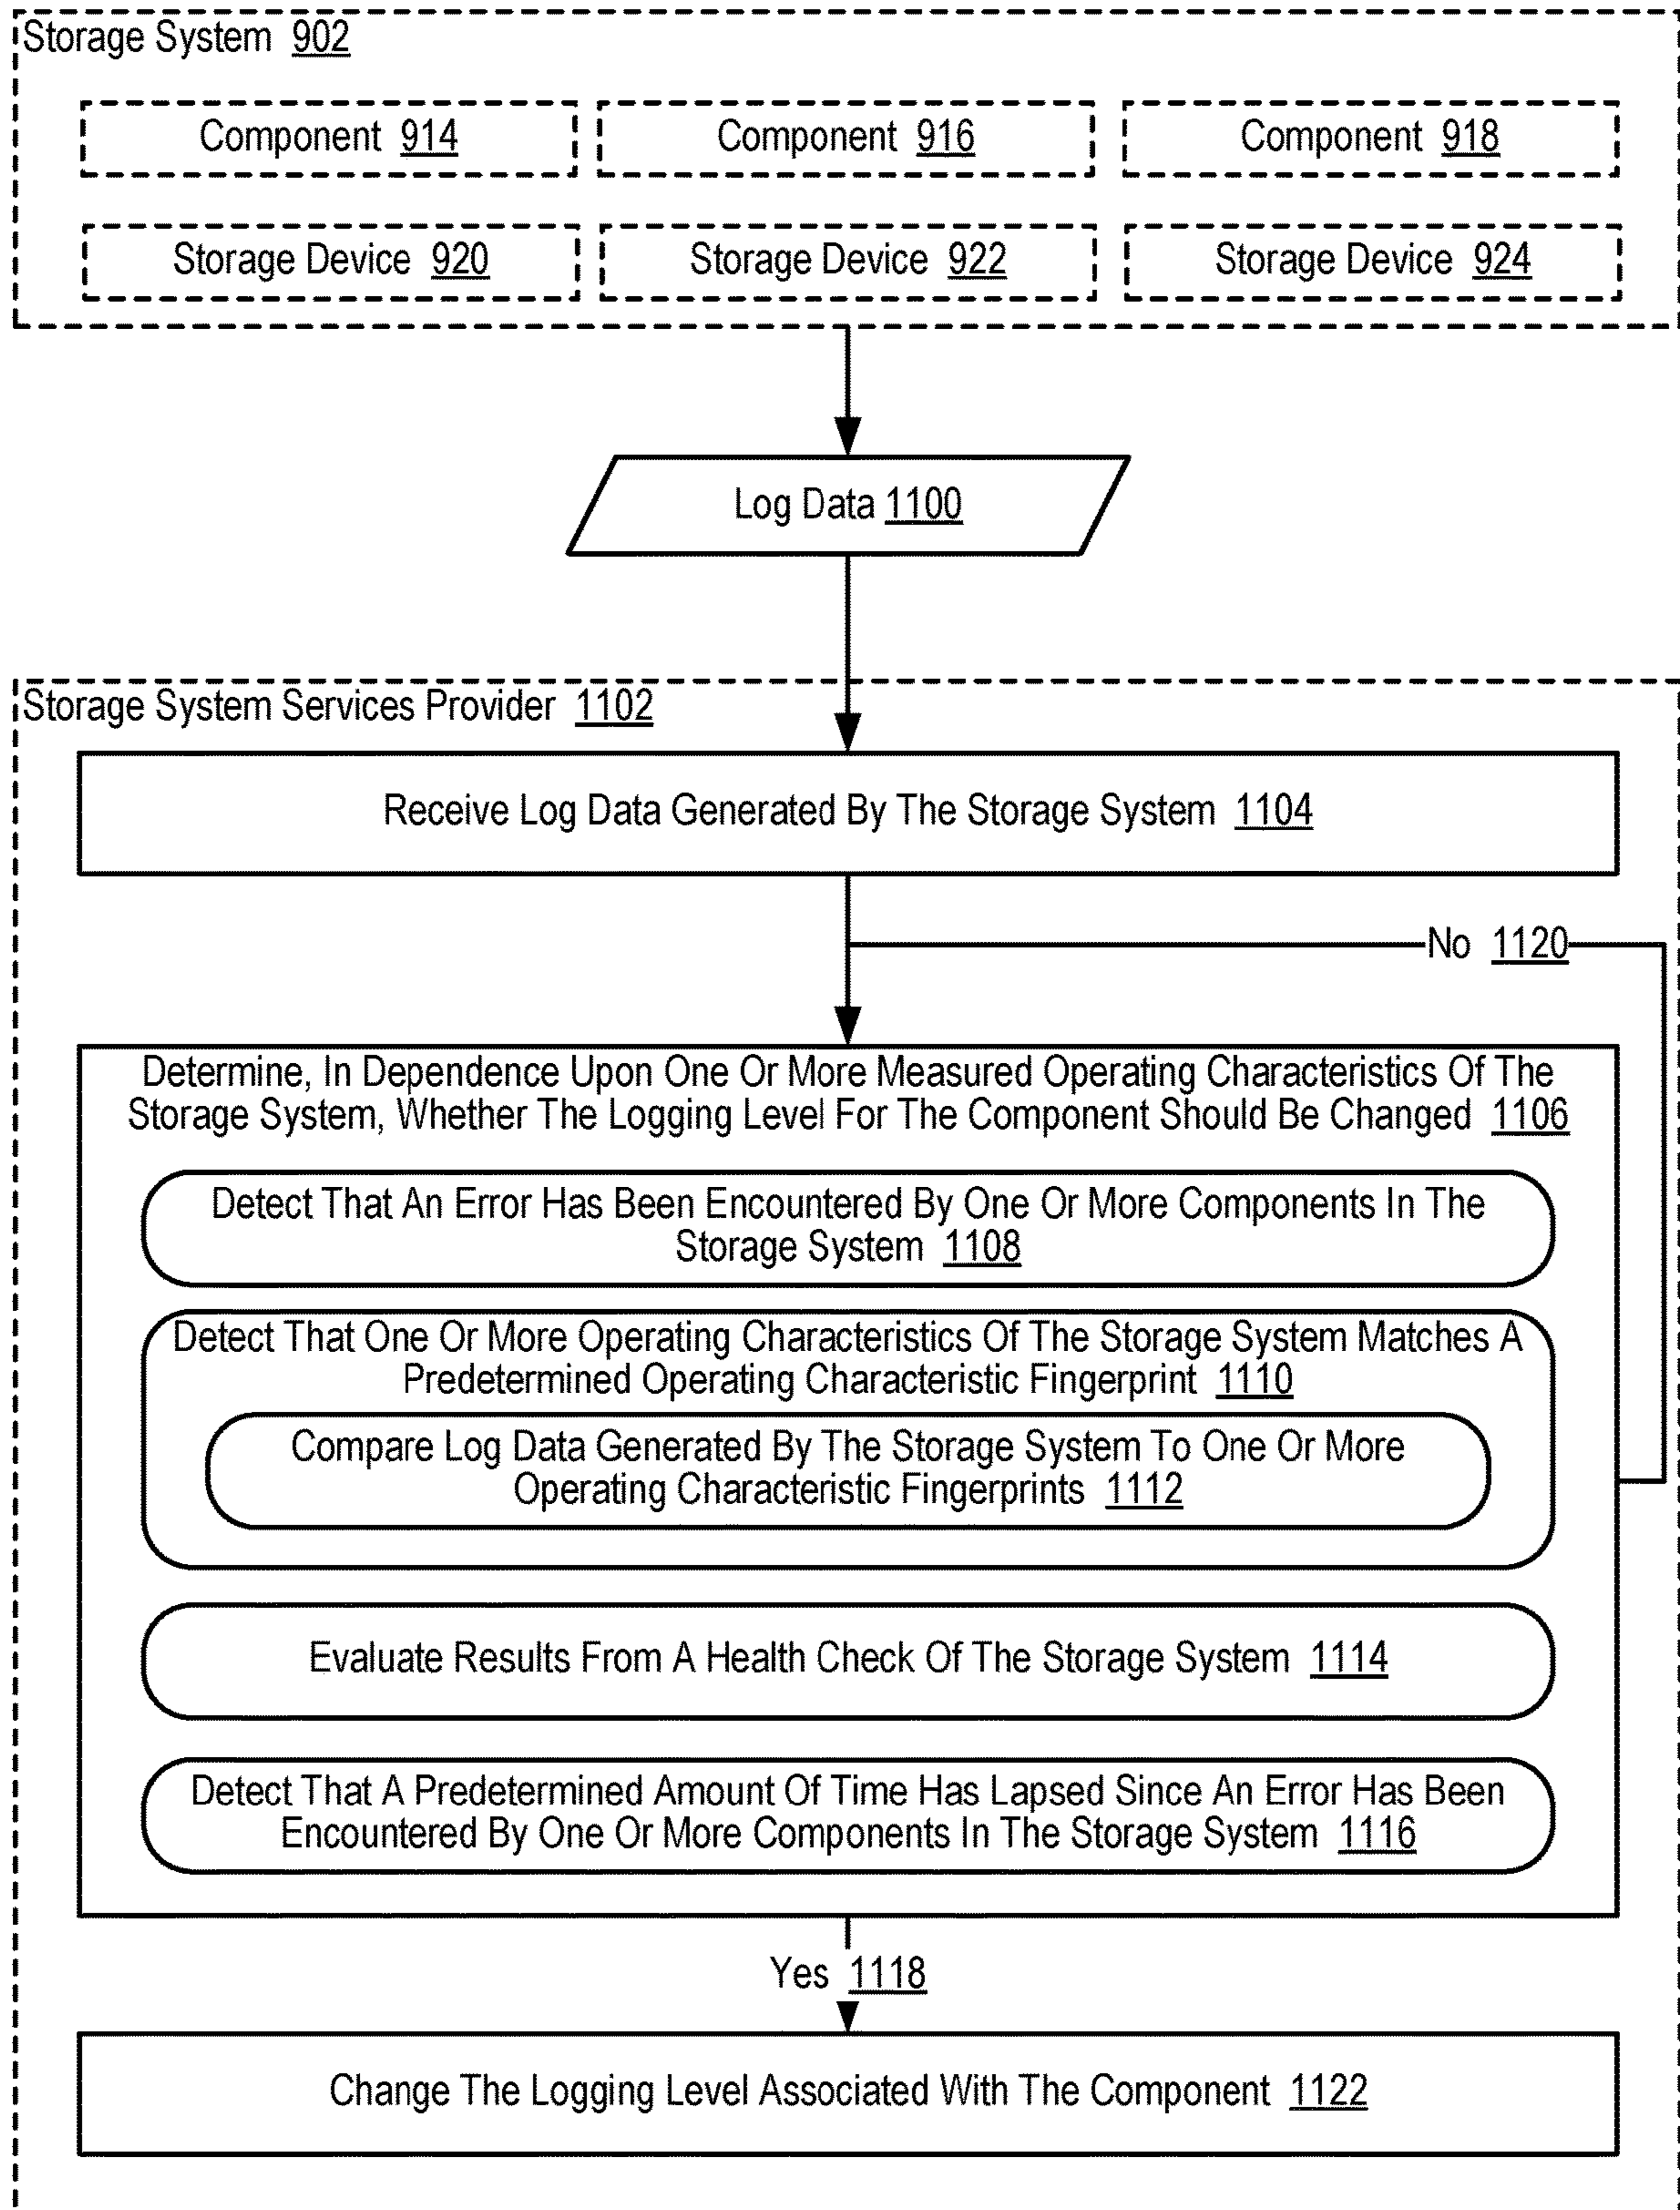 Storage System 902
Component 914
Component 916
Component 918
Storage Device 920
Storage Device 922
Storage Device 924
Log Data 1100
Storage System Services Provider 1102
Receive Log Data Generated By The Storage System 1104
No 1120
Determine, In Dependence Upon One Or More Measured Operating Characteristics Of The
Storage System, Whether The Logging Level For The Component Should Be Changed 1106
Detect That An Error Has Been Encountered By One Or More Components In The
Storage System 1108
Detect That One Or More Operating Characteristics Of The Storage System Matches A
Predetermined Operating Characteristic Fingerprint 1110
Compare Log Data Generated By The Storage System To One Or More
Operating Characteristic Fingerprints 1112
Evaluate Results From A Health Check Of The Storage System 1114
Detect That A Predetermined Amount Of Time Has Lapsed Since An Error Has Been
Encountered By One Or More Components In The Storage System 1116
Yes 1118
Change The Logging Level Associated With The Component 1122